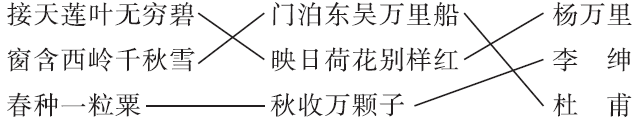 接天莲叶无穷碧 门泊东吴万里船 杨万里
窗含西岭千秋雪 映日荷花别样红 李 绅
春种一粒粟 秋收万颗子 杜 甫